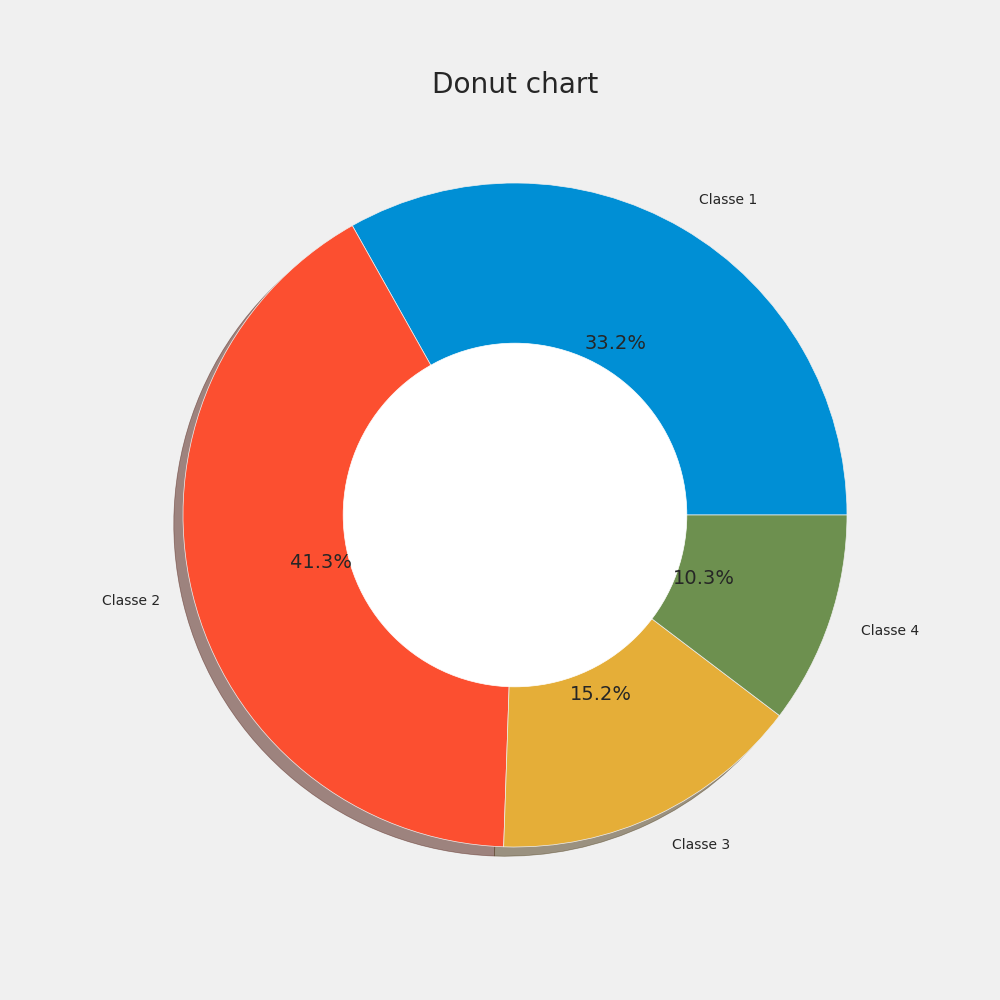 Donut chart
Classe 1
33.2%
41.3%
10.3%
Classe 2
Classe 4
15.2%
Classe 3